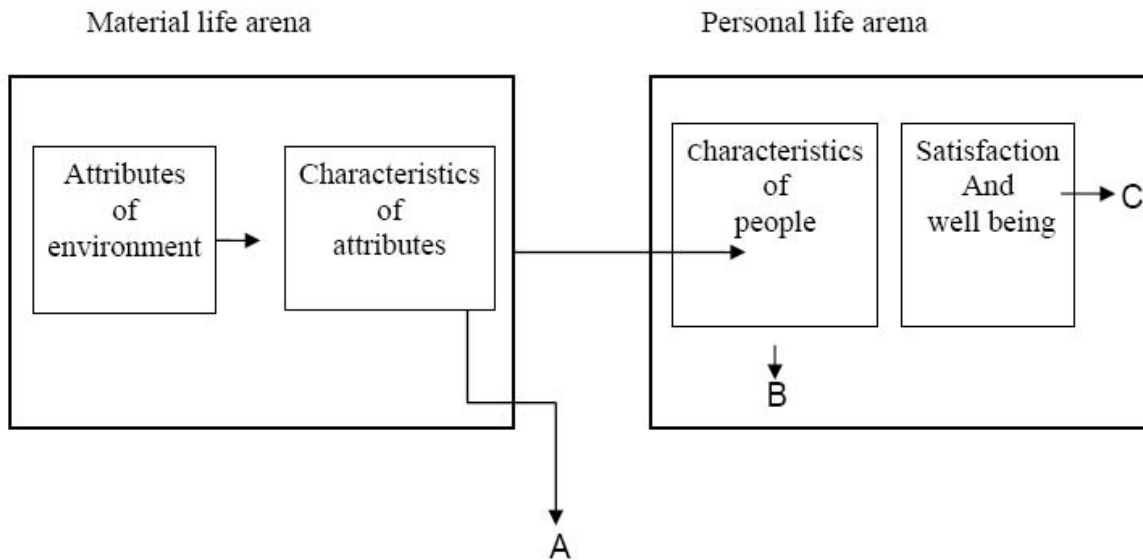 Material life arena
Personal life arena
Attributes
of
environment
Characteristics
of
attributes
Characteristics
of
people
Satisfaction
And
well being
C
B
A